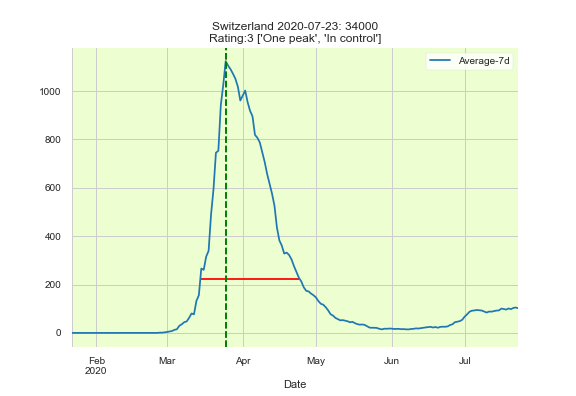 Switzerland 2020-07-23: 34000
Rating:3 ['One peak', 'In control']
Average-7d
1000
800
600
400
200
0
Feb
2020
Mar
Apr
May
Jun
Jul
Date